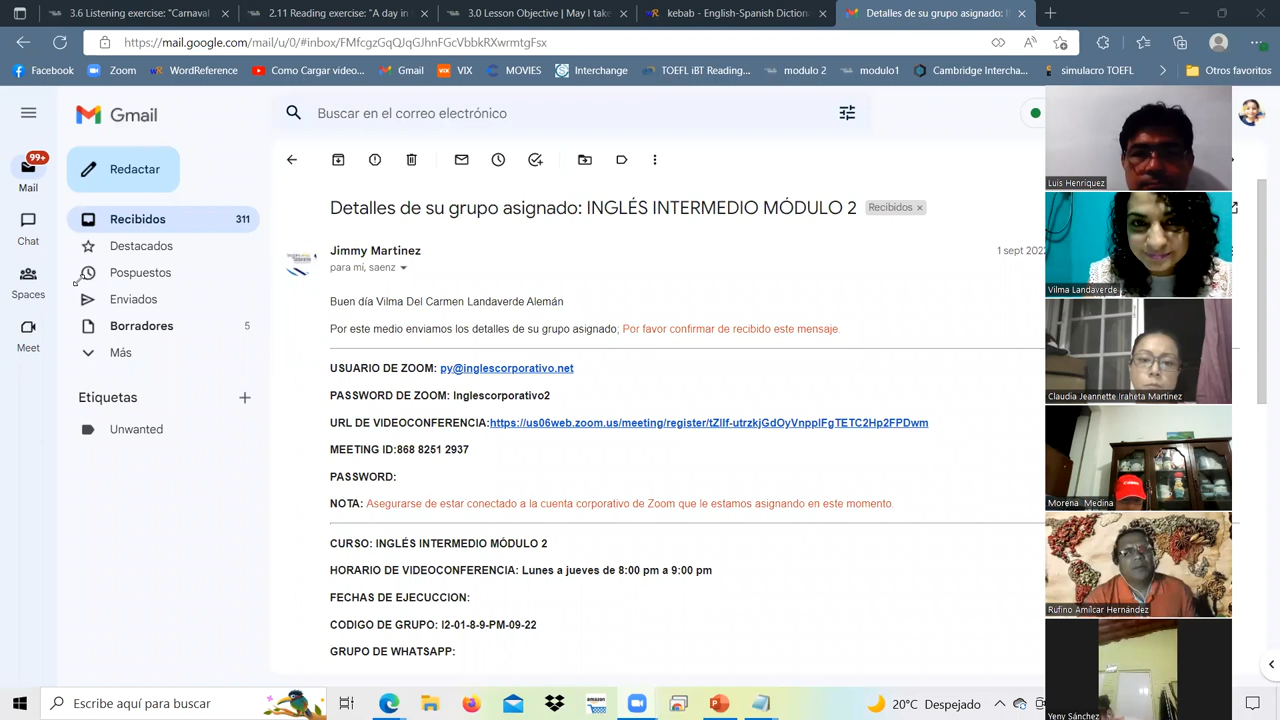 3.6 Listening exercise "Carnaval
2.11 Reading exercise: "A day in
3.9 Introduction | May I take
kebab - English-Spanish Dictiona
Detalles de su grupo asignado: IN
https://mail.google.com/mail/u/0/#inbox/FMfcgzGqQJqGJhnFGcVbbkRXwrmtgFsx
Facebook
Zoom
WordReference
Como Cargar video...
Gmail
VIX
MOVIES
Interchange
TOEFL iBT Reading...
modulo 2
modulo1
Cambridge Intercha...
simulacro TOEFL
Otros favoritos
Gmail
Buscar en el correo electrónico
99+
Mail
Chat
Spaces
Meet
Redactar
Recibidos 311
Destacados
Pospuestos
Enviados
Borradores 5
Más
Etiquetas
Unwanted
Detalles de su grupo asignado: INGLÉS INTERMEDIO MÓDULO 2 Recibidos
Jimmy Martinez
para mí, saenz
1 sept 2022
Buen día Vilma Del Carmen Landaverde Alemán
Por este medio enviamos los detalles de su grupo asignado; Por favor confirmar de recibido este mensaje.
USUARIO DE ZOOM: py@inglescorporativo.net
PASSWORD DE ZOOM: Inglescorporativo2
URL DE VIDEOCONFERENCIA:https://us06web.zoom.us/meeting/register/tZIlf-utrzkjGdOyVnppIFgTETC2Hp2FPDwm
MEETING ID:868 8251 2937
PASSWORD:
NOTA: Asegurarse de estar conectado a la cuenta corporativo de Zoom que le estamos asignando en este momento.
CURSO: INGLÉS INTERMEDIO MÓDULO 2
HORARIO DE VIDEOCONFERENCIA: Lunes a jueves de 8:00 pm a 9:00 pm
FECHAS DE EJECUCCION:
CODIGO DE GRUPO: I2-01-8-9-PM-09-22
GRUPO DE WHATSAPP:
Luis Henriquez
Vilma Landaverde
Claudia Jeannette Iraheta Martinez
Morena Medina
Rufino Amílcar Hernández
Yeny Sánchez
Escribe aquí para buscar
20°C Despejado